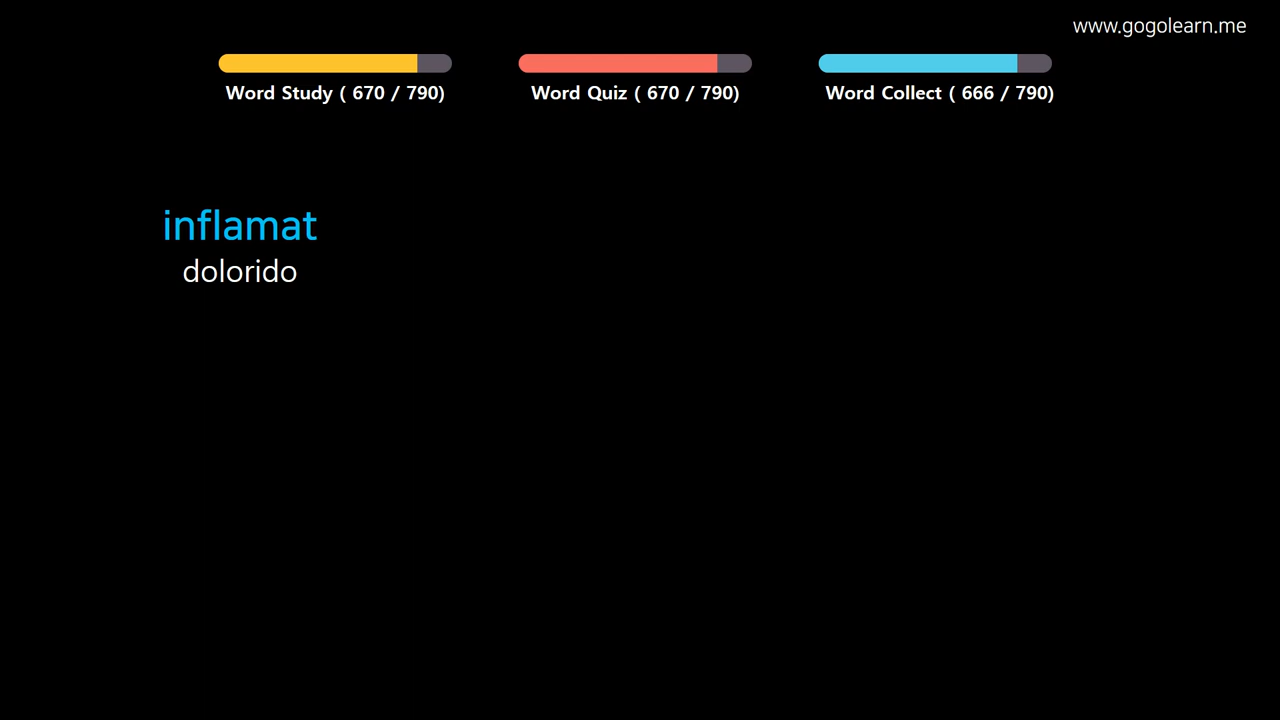 www.gogolearn.me
Word Study ( 670 / 790)
Word Quiz ( 670 / 790)
Word Collect ( 666 / 790)
inflamat
dolorido